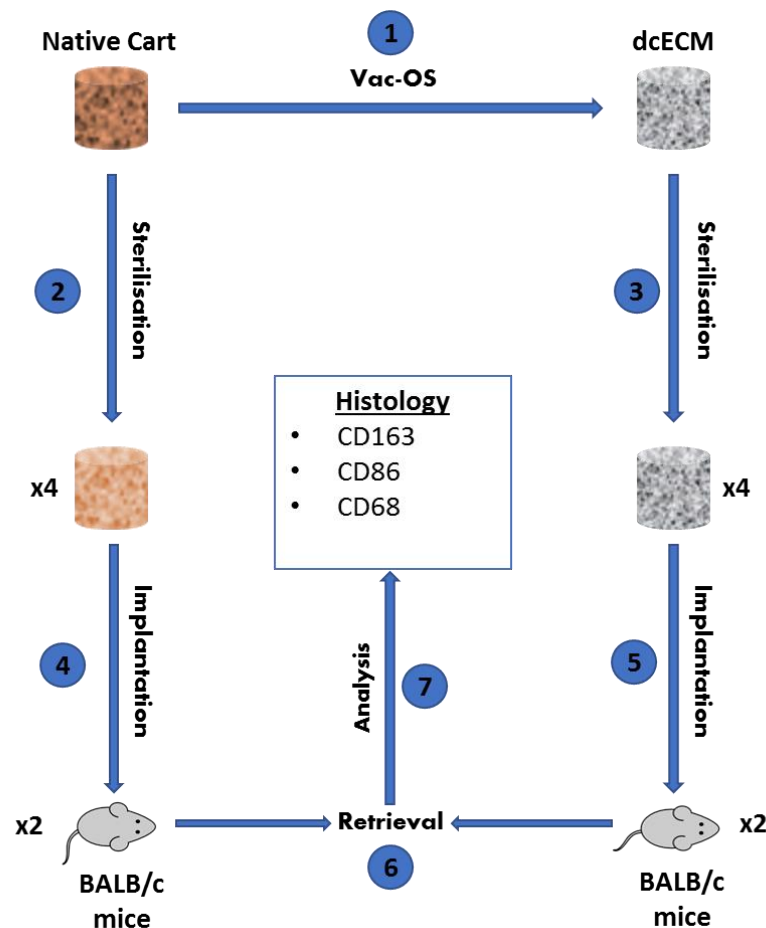 1
Native Cart
dcECM
Vac-OS
Sterilisation
Sterilisation
2
3
Histology
• CD163
• CD86
• CD68
x4
x4
Implantation
Implantation
4
5
7
Analysis
x2
x2
Retrieval
6
BALB/c
mice
BALB/c
mice